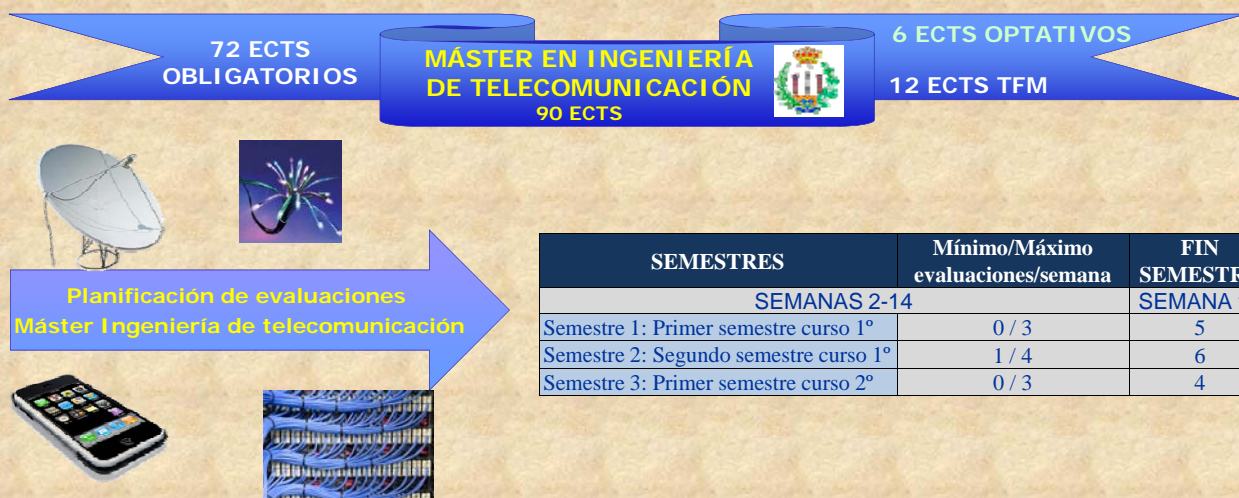 72 ECTS
OBLIGATORIOS
MÁSTER EN INGENIERÍA
DE TELECOMUNICACIÓN
90 ECTS
6 ECTS OPTATIVOS
12 ECTS TFM
Planificación de evaluaciones
Máster Ingeniería de telecomunicación
SEMESTRES Mínimo/Máximo evaluaciones/semana FIN
SEMANAS 2-14 SEMANA
Semestre 1: Primer semestre curso 1º 0 / 3 5
Semestre 2: Segundo semestre curso 1º 1 / 4 6
Semestre 3: Primer semestre curso 2º 0 / 3 4